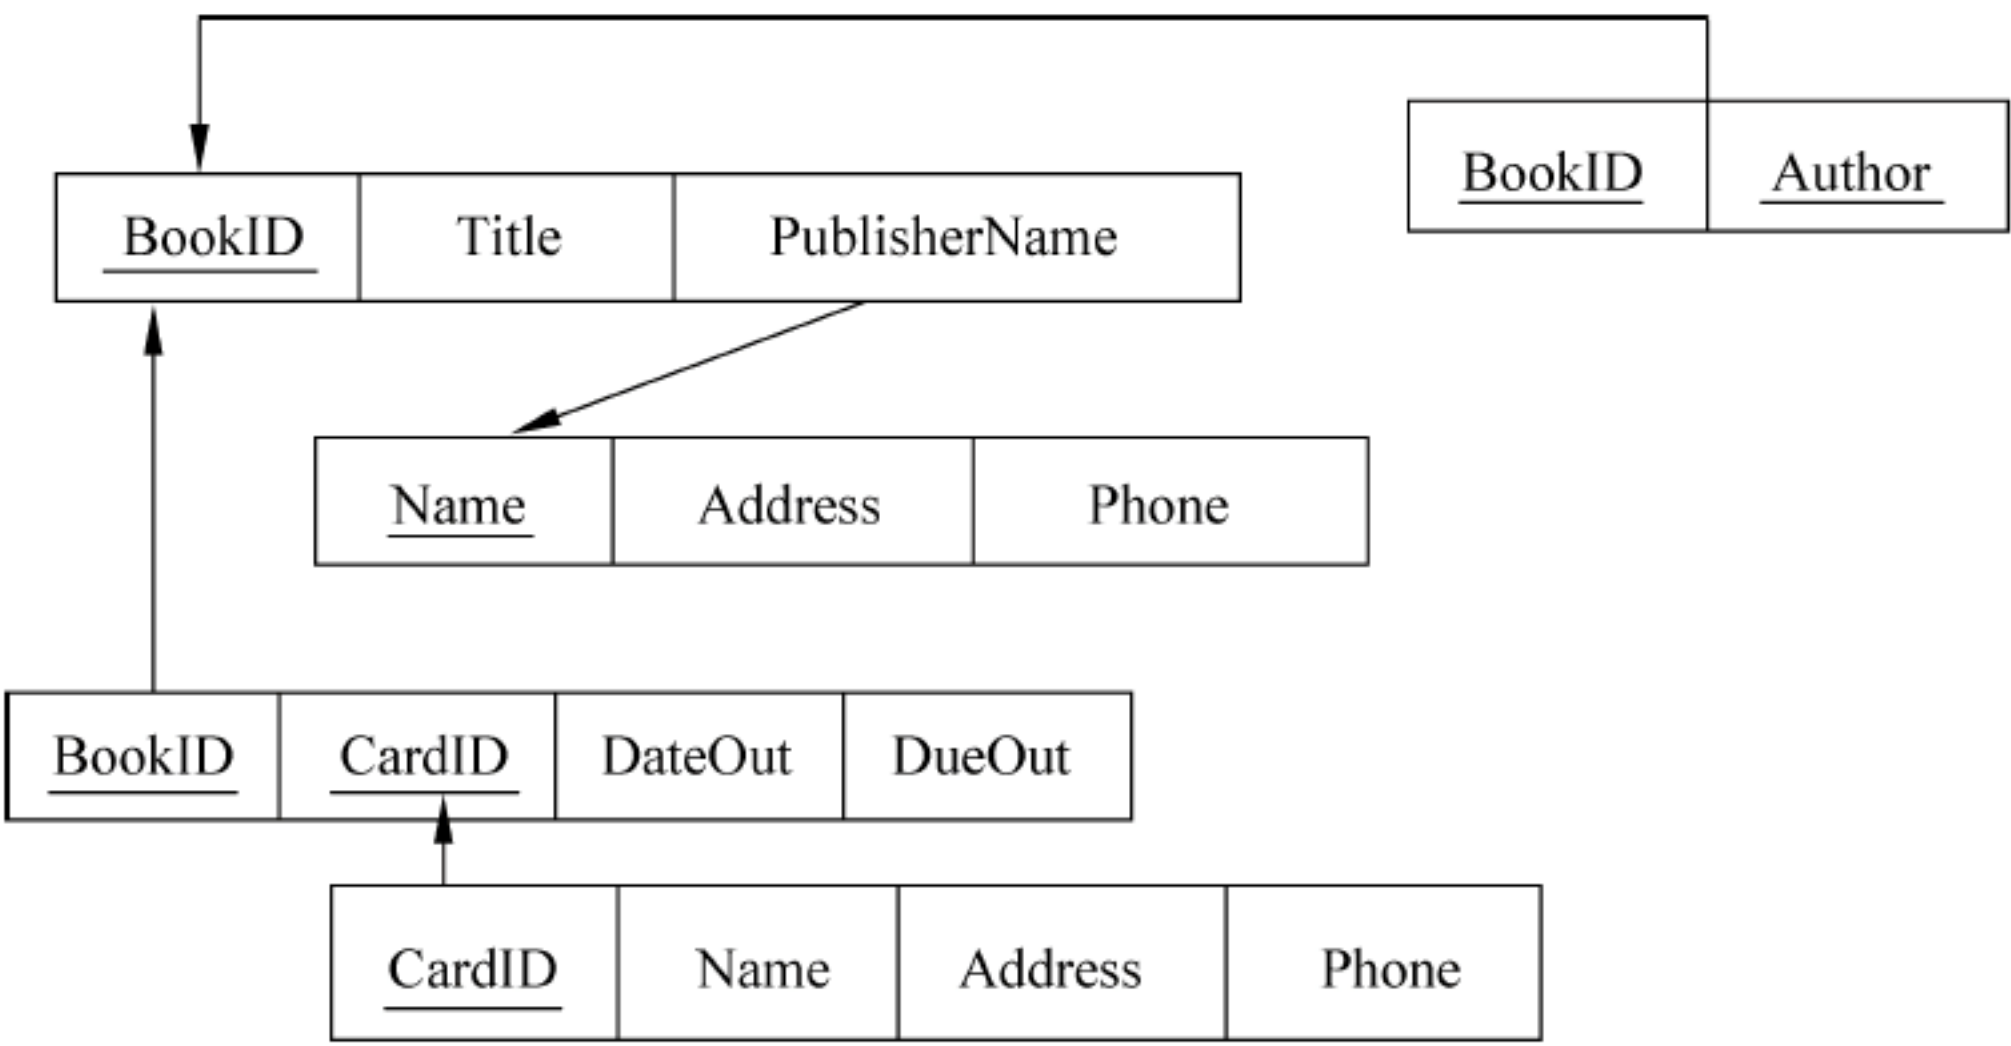 BookID Author
BookID Title PublisherName
Name Address Phone
BookID CardID DateOut DueOut
CardID Name Address Phone